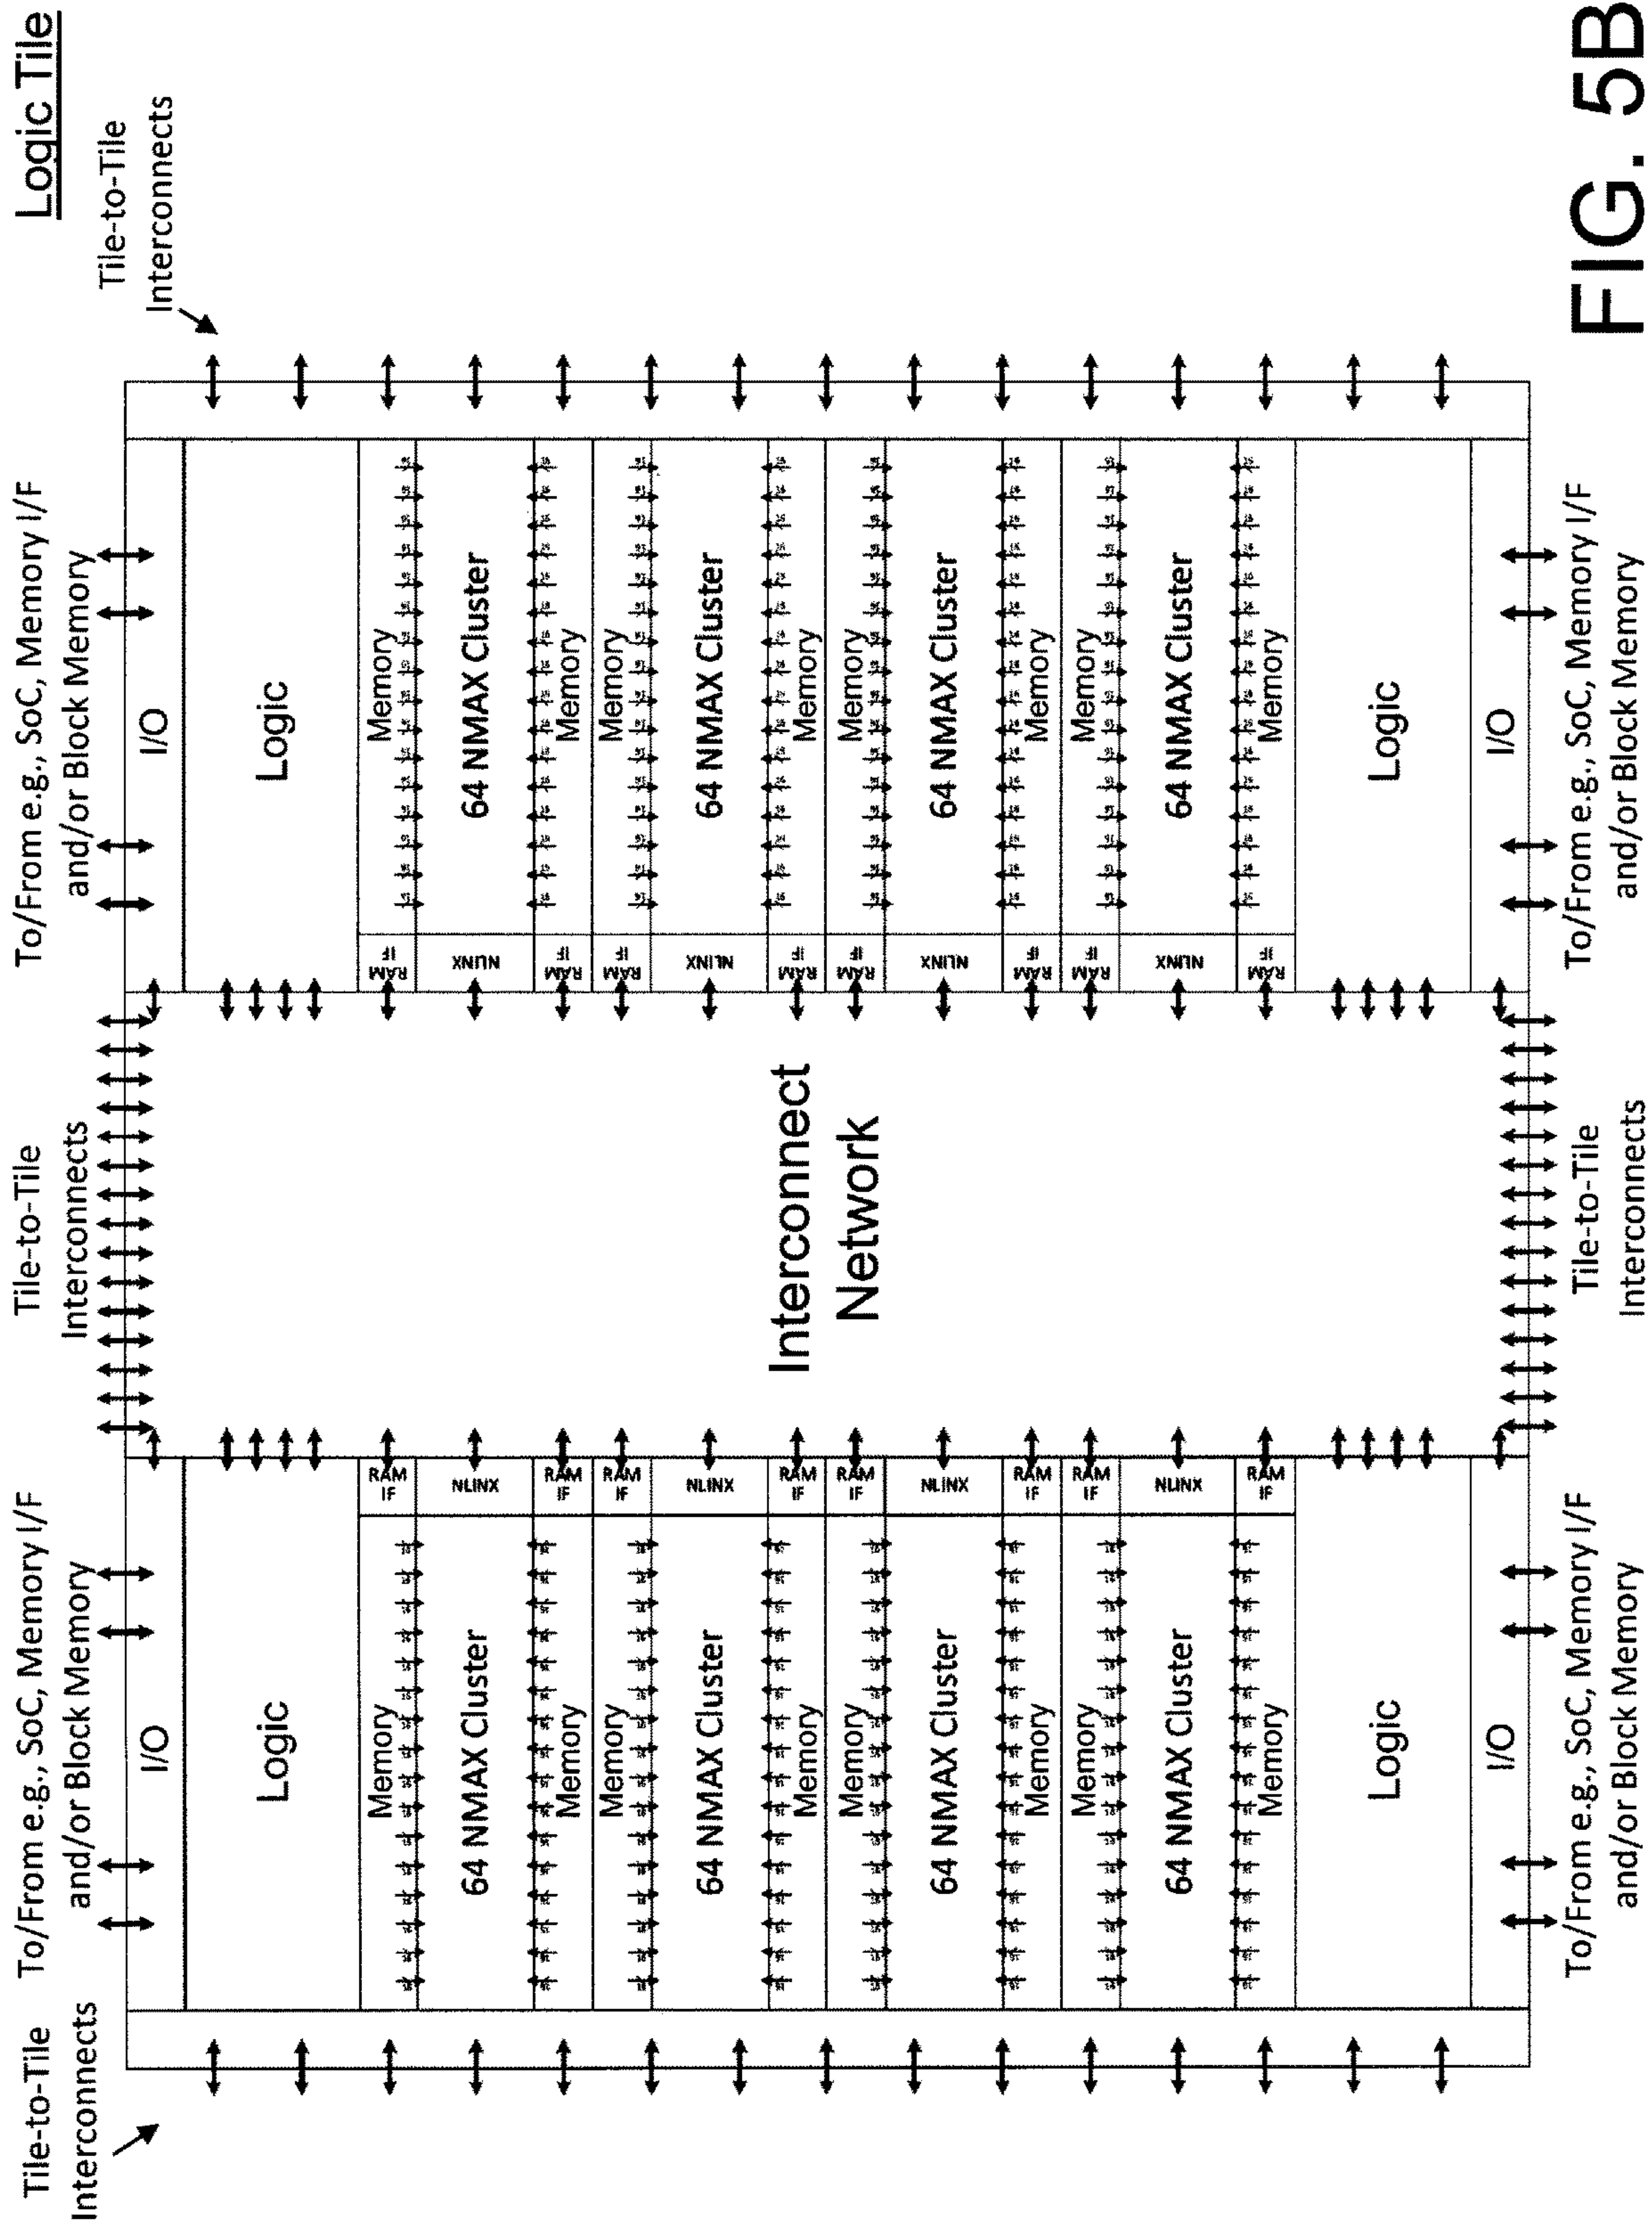 Logic Tile
Tile-to-Tile
Interconnects
To/From e.g., SoC, Memory I/F
and/or Block Memory
Tile-to-Tile
Interconnects
To/From e.g., SoC, Memory I/F
and/or Block Memory
Tile-to-Tile
Interconnects
I/O
Logic
Memory
RAM
IF
64 NMAX Cluster
NLINX
Memory
RAM
IF
Memory
RAM
IF
64 NMAX Cluster
NLINX
Memory
RAM
IF
Memory
RAM
IF
64 NMAX Cluster
NLINX
Memory
RAM
IF
Memory
RAM
IF
64 NMAX Cluster
NLINX
Memory
RAM
IF
Logic
I/O
Interconnect
Network
I/O
Logic
RAM
IF
Memory
NLINX
64 NMAX Cluster
RAM
IF
Memory
RAM
IF
Memory
NLINX
64 NMAX Cluster
RAM
IF
Memory
RAM
IF
Memory
NLINX
64 NMAX Cluster
RAM
IF
Memory
RAM
IF
Memory
NLINX
64 NMAX Cluster
RAM
IF
Memory
Logic
I/O
To/From e.g., SoC, Memory I/F
and/or Block Memory
Tile-to-Tile
Interconnects
To/From e.g., SoC, Memory I/F
and/or Block Memory
FIG. 5B